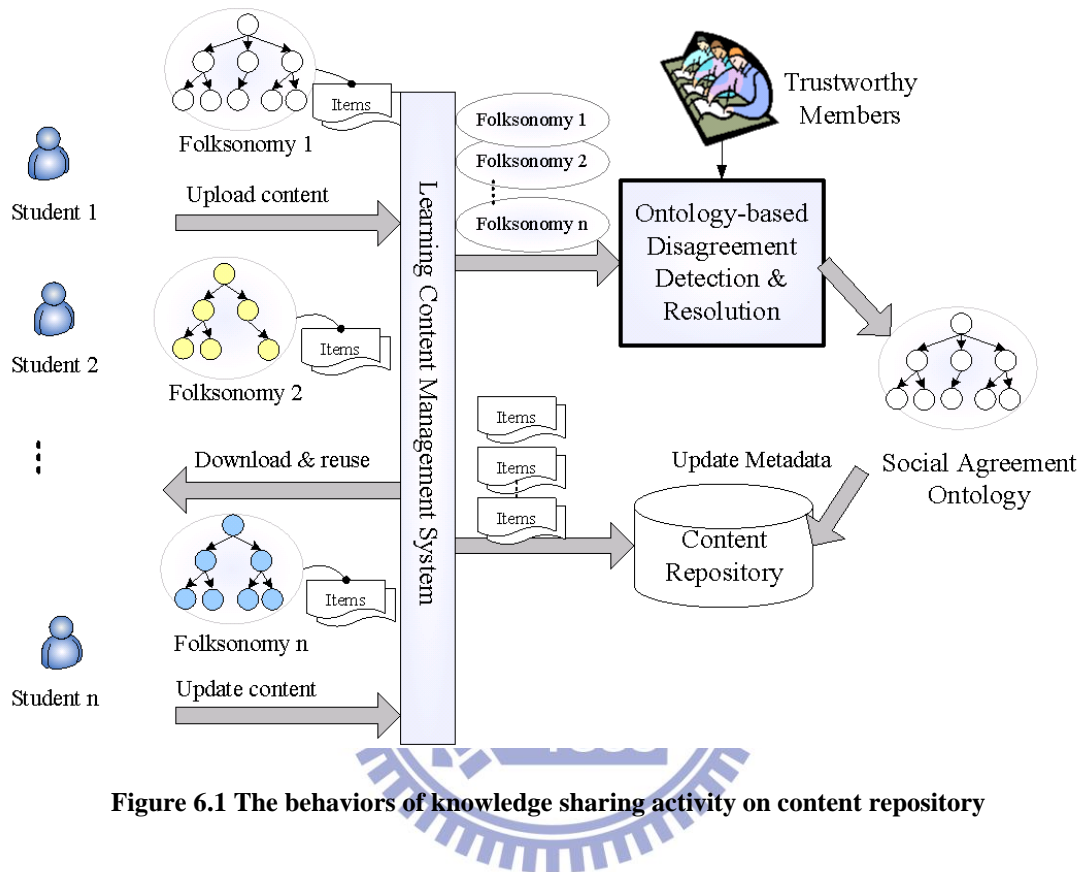 Items
Folksonomy 1
Student 1
Upload content
Student 2
Items
Folksonomy 2
Download & reuse
Items
Folksonomy n
Student n
Update content
Learning Content Management System
Folksonomy 1
Folksonomy 2
Folksonomy n
Trustworthy
Members
Ontology-based
Disagreement
Detection &
Resolution
Items
Items
Items
Update Metadata
Social Agreement
Ontology
Content
Repository
Figure 6.1 The behaviors of knowledge sharing activity on content repository